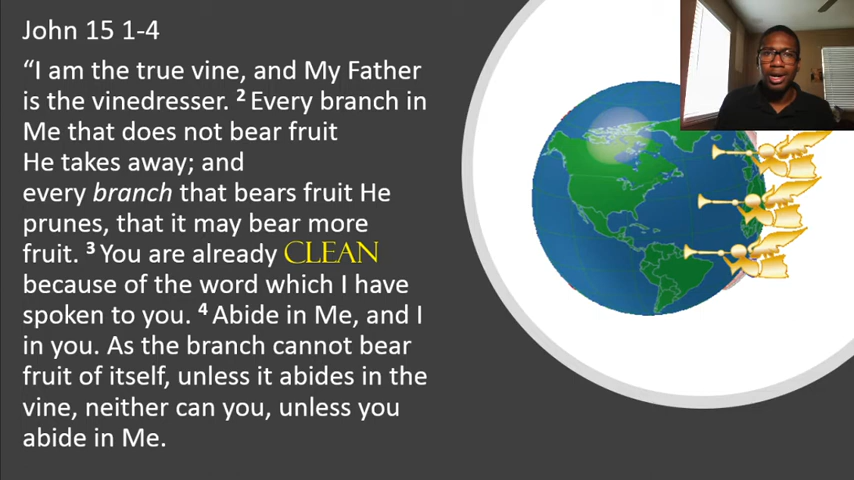 John 15 1-4
“I am the true vine, and My Father
is the vinedresser. 2 Every branch in
Me that does not bear fruit
He takes away; and
every branch that bears fruit He
prunes, that it may bear more
fruit. 3 You are already CLEAN
because of the word which I have
spoken to you. 4 Abide in Me, and I
in you. As the branch cannot bear
fruit of itself, unless it abides in the
vine, neither can you, unless you
abide in Me.